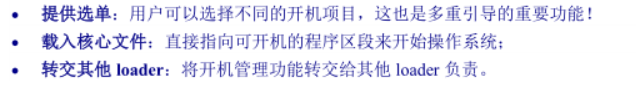 • 提供选单：用户可以选择不同的开机项目，这也是多重引导的重要功能！
• 载入核心文件：直接指向可开机的程序区段来开始操作系统；
• 转交其他 loader：将开机管理功能转交给其他 loader 负责。